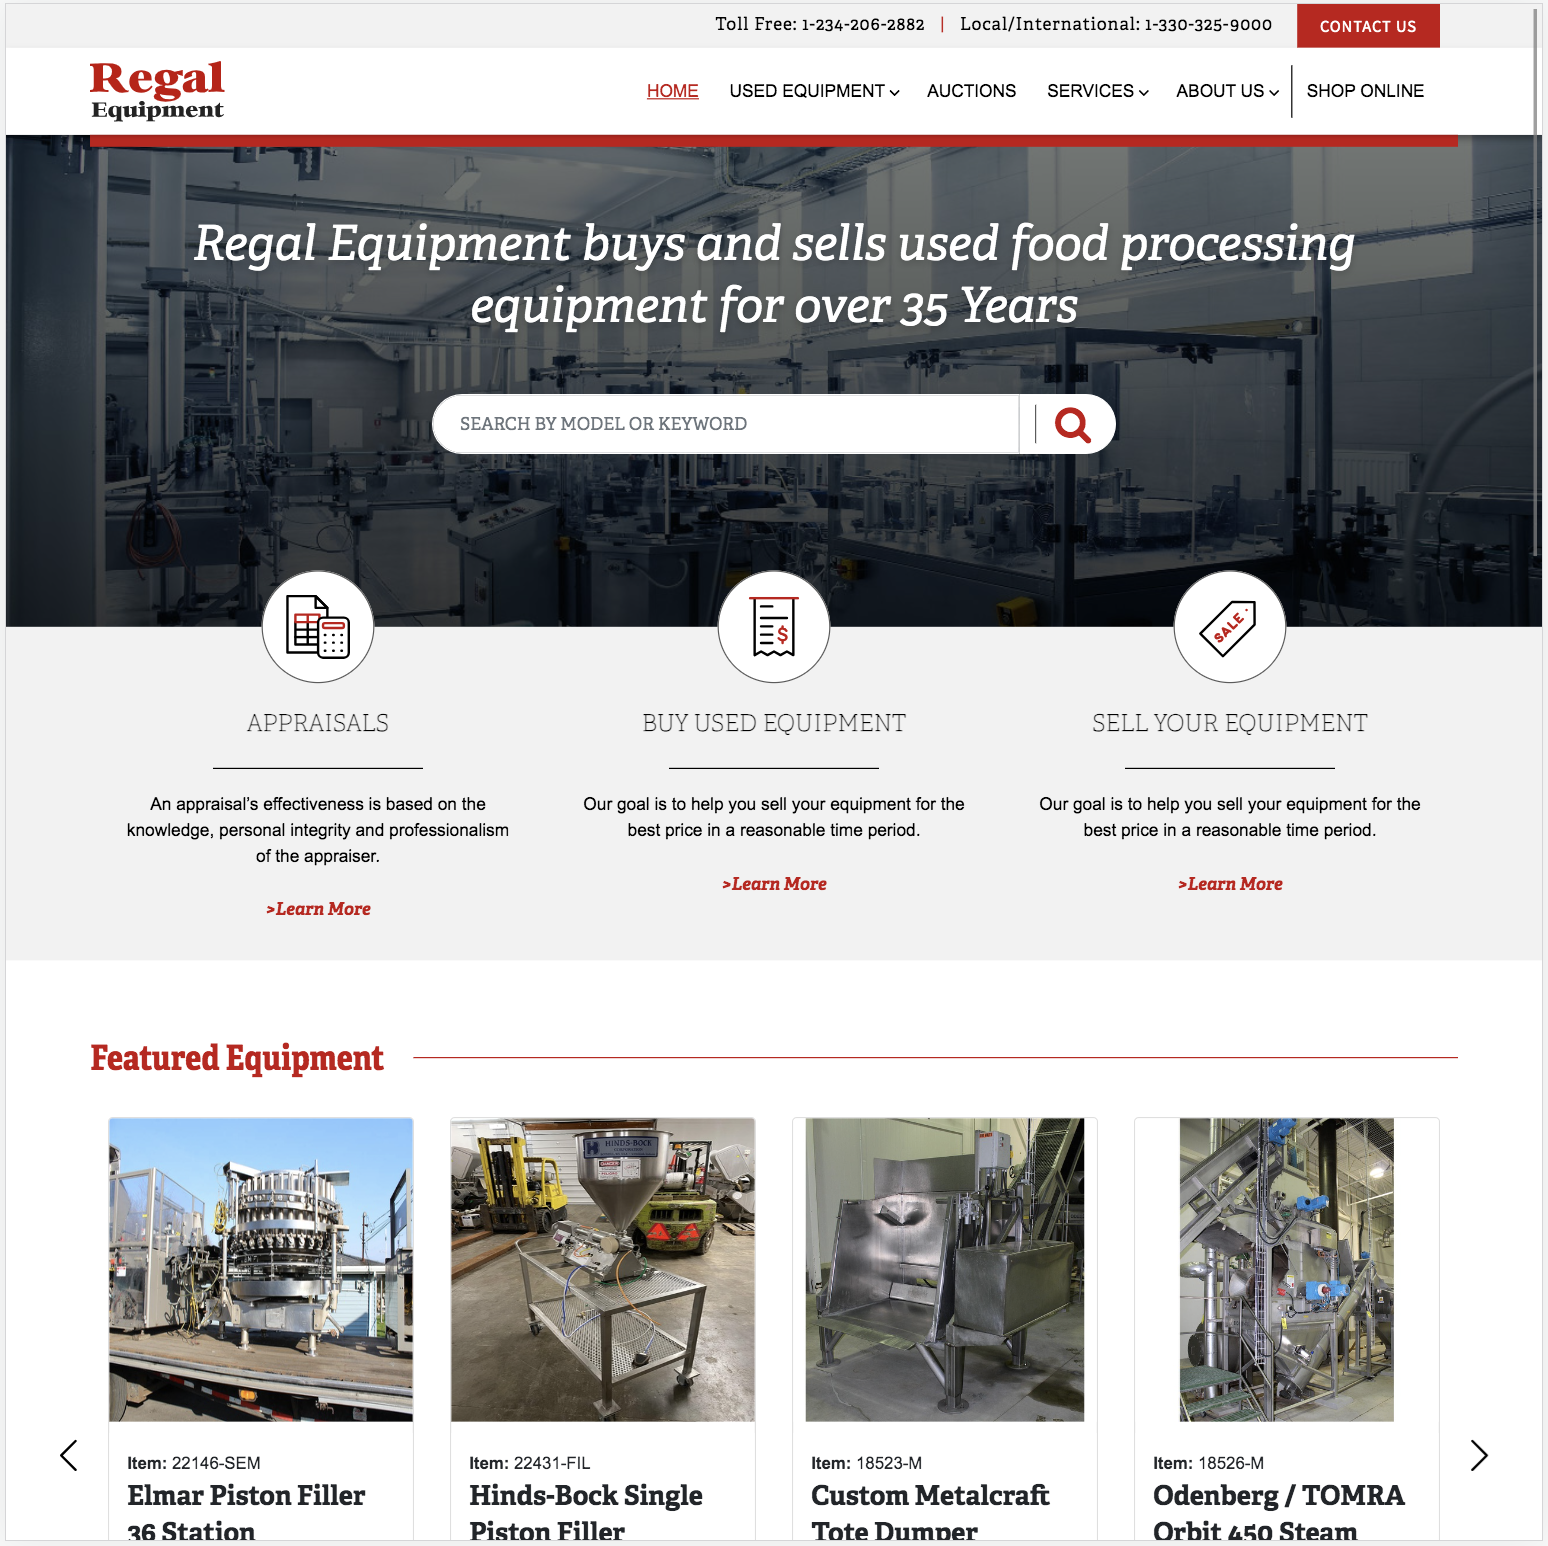 Toll Free: 1-234-206-2882 | Local/International: 1-330-325-9000
CONTACT US
Regal
Equipment
HOME USED EQUIPMENT AUCTIONS SERVICES ABOUT US SHOP ONLINE
Regal Equipment buys and sells used food processing
equipment for over 35 Years
SEARCH BY MODEL OR KEYWORD
$
SALE
APPRAISALS
An appraisal's effectiveness is based on the
knowledge, personal integrity and professionalism
of the appraiser.
>Learn More
BUY USED EQUIPMENT
Our goal is to help you sell your equipment for the
best price in a reasonable time period.
>Learn More
SELL YOUR EQUIPMENT
Our goal is to help you sell your equipment for the
best price in a reasonable time period.
>Learn More
Featured Equipment
HINDS-BOCK
Item: 22146-SEM
Elmar Piston Filler
36 Station
Item: 22431-FIL
Hinds-Bock Single
Piston Filler
Item: 18523-M
Custom Metalcraft
Tote Dumper
Item: 18526-M
Odenberg / TOMRA
Orbit 450 Steam